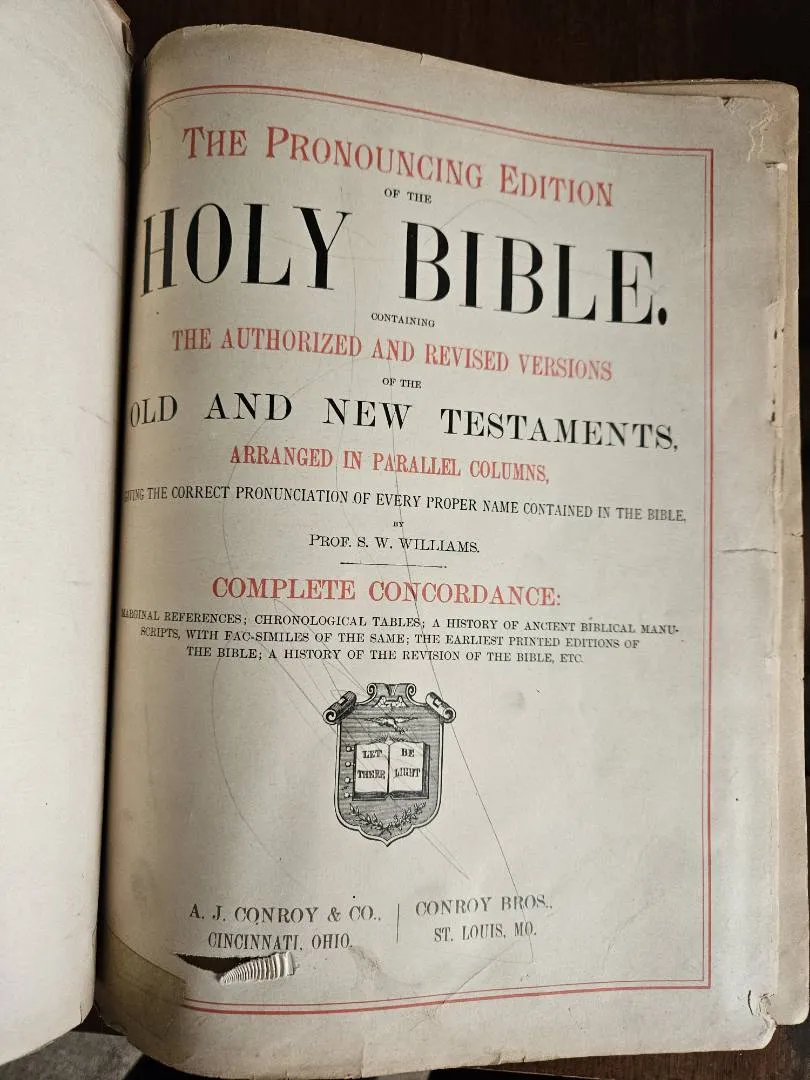 THE PRONOUNCING EDITION
OF THE
HOLY BIBLE.
CONTAINING
THE AUTHORIZED AND REVISED VERSIONS
OF THE
OLD AND NEW TESTAMENTS,
ARRANGED IN PARALLEL COLUMNS,
GIVING THE CORRECT PRONUNCIATION OF EVERY PROPER NAME CONTAINED IN THE BIBLE,
BY
PROF. S. W. WILLIAMS.
COMPLETE CONCORDANCE:
MARGINAL REFERENCES; CHRONOLOGICAL TABLES; A HISTORY OF ANCIENT BIBLICAL MANU-
SCRIPTS, WITH FAC-SIMILES OF THE SAME; THE EARLIEST PRINTED EDITIONS OF
THE BIBLE; A HISTORY OF THE REVISION OF THE BIBLE, ETC.
LET BE
THERE LIGHT
A. J. CONROY & CO., CONROY BROS.,
CINCINNATI, OHIO. ST. LOUIS, MO.